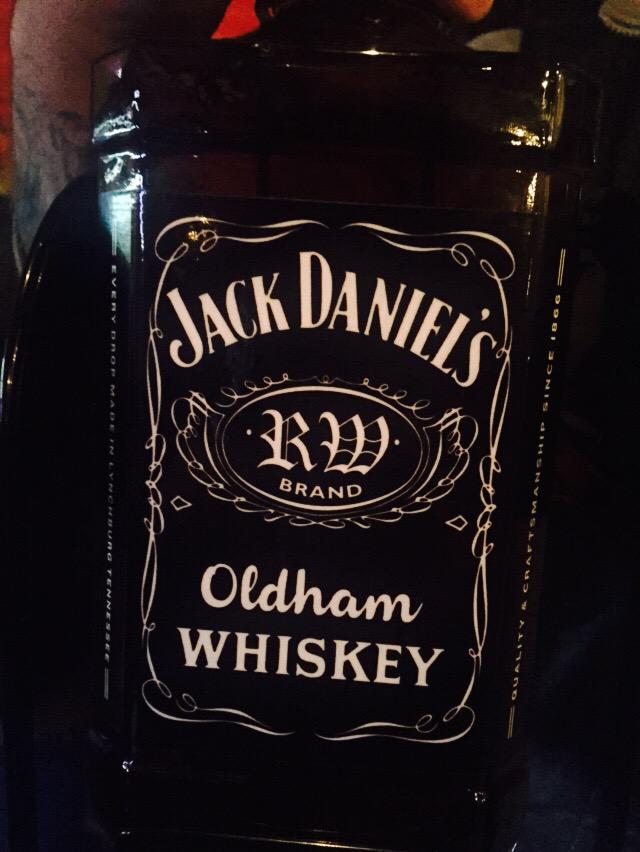 JACK DANIEL'S
RW
BRAND
Oldham
WHISKEY
EVERY DROP MADE IN LYNCHBURG TENNESSEE
QUALITY & CRAFTSMANSHIP SINCE 1866